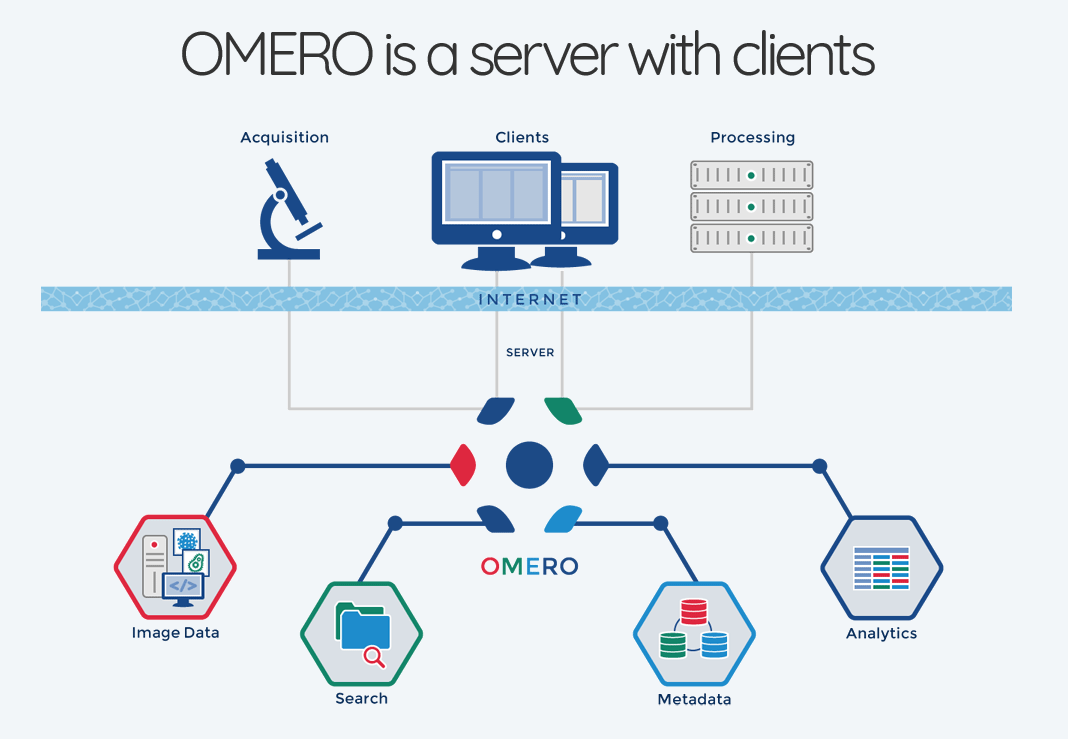 OMERO is a server with clients
Acquisition
Clients
Processing
INTERNET
SERVER
OMERO
</>
Image Data
Analytics
Search
Metadata